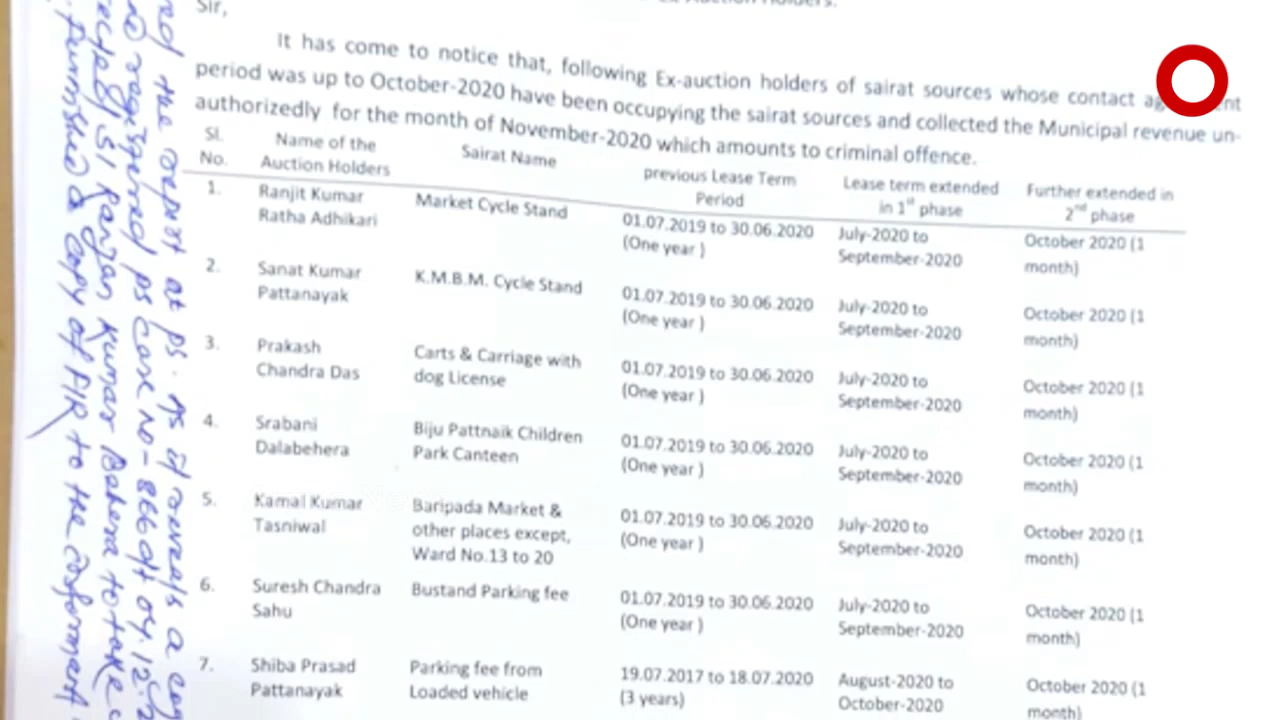 Sir,
It has come to notice that, following Ex-auction holders of sairat sources whose contact
period was up to October-2020 have been occupying the sairat sources and collected the Municipal revenue un-
authorizedly for the month of November-2020 which amounts to criminal offence.
Sl. No. Name of the Auction Holders Sairat Name previous Lease Term Period Lease term extended in 1st phase Further extended in 2nd phase
1. Ranjit Kumar Market Cycle Stand 01.07.2019 to 30.06.2020 July-2020 to October 2020 (1
Ratha Adhikari (One year ) September-2020 month)
2. Sanat Kumar K.M.B.M. Cycle Stand 01.07.2019 to 30.06.2020 July-2020 to October 2020 (1
Pattanayak (One year ) September-2020 month)
3. Prakash Carts & Carriage with 01.07.2019 to 30.06.2020 July-2020 to October 2020 (1
Chandra Das dog License (One year ) September-2020 month)
4. Srabani Biju Pattnaik Children 01.07.2019 to 30.06.2020 July-2020 to October 2020 (1
Dalabehera Park Canteen (One year ) September-2020 month)
5. Kamal Kumar Baripada Market & 01.07.2019 to 30.06.2020 July-2020 to October 2020 (1
Tasniwal other places except, (One year ) September-2020 month)
Ward No.13 to 20
6. Suresh Chandra Bustand Parking fee 01.07.2019 to 30.06.2020 July-2020 to October 2020 (1
Sahu (One year ) September-2020 month)
7. Shiba Prasad Parking fee from 19.07.2017 to 18.07.2020 August-2020 to October 2020 (1
Pattanayak Loaded vehicle (3 years) October-2020 month)
the report at ps. As it reveals a cog
registered ps case no- 866 dt 04.12.2
SI Ranjan Kumar Behera to take
furnished a copy of FIR to the informant